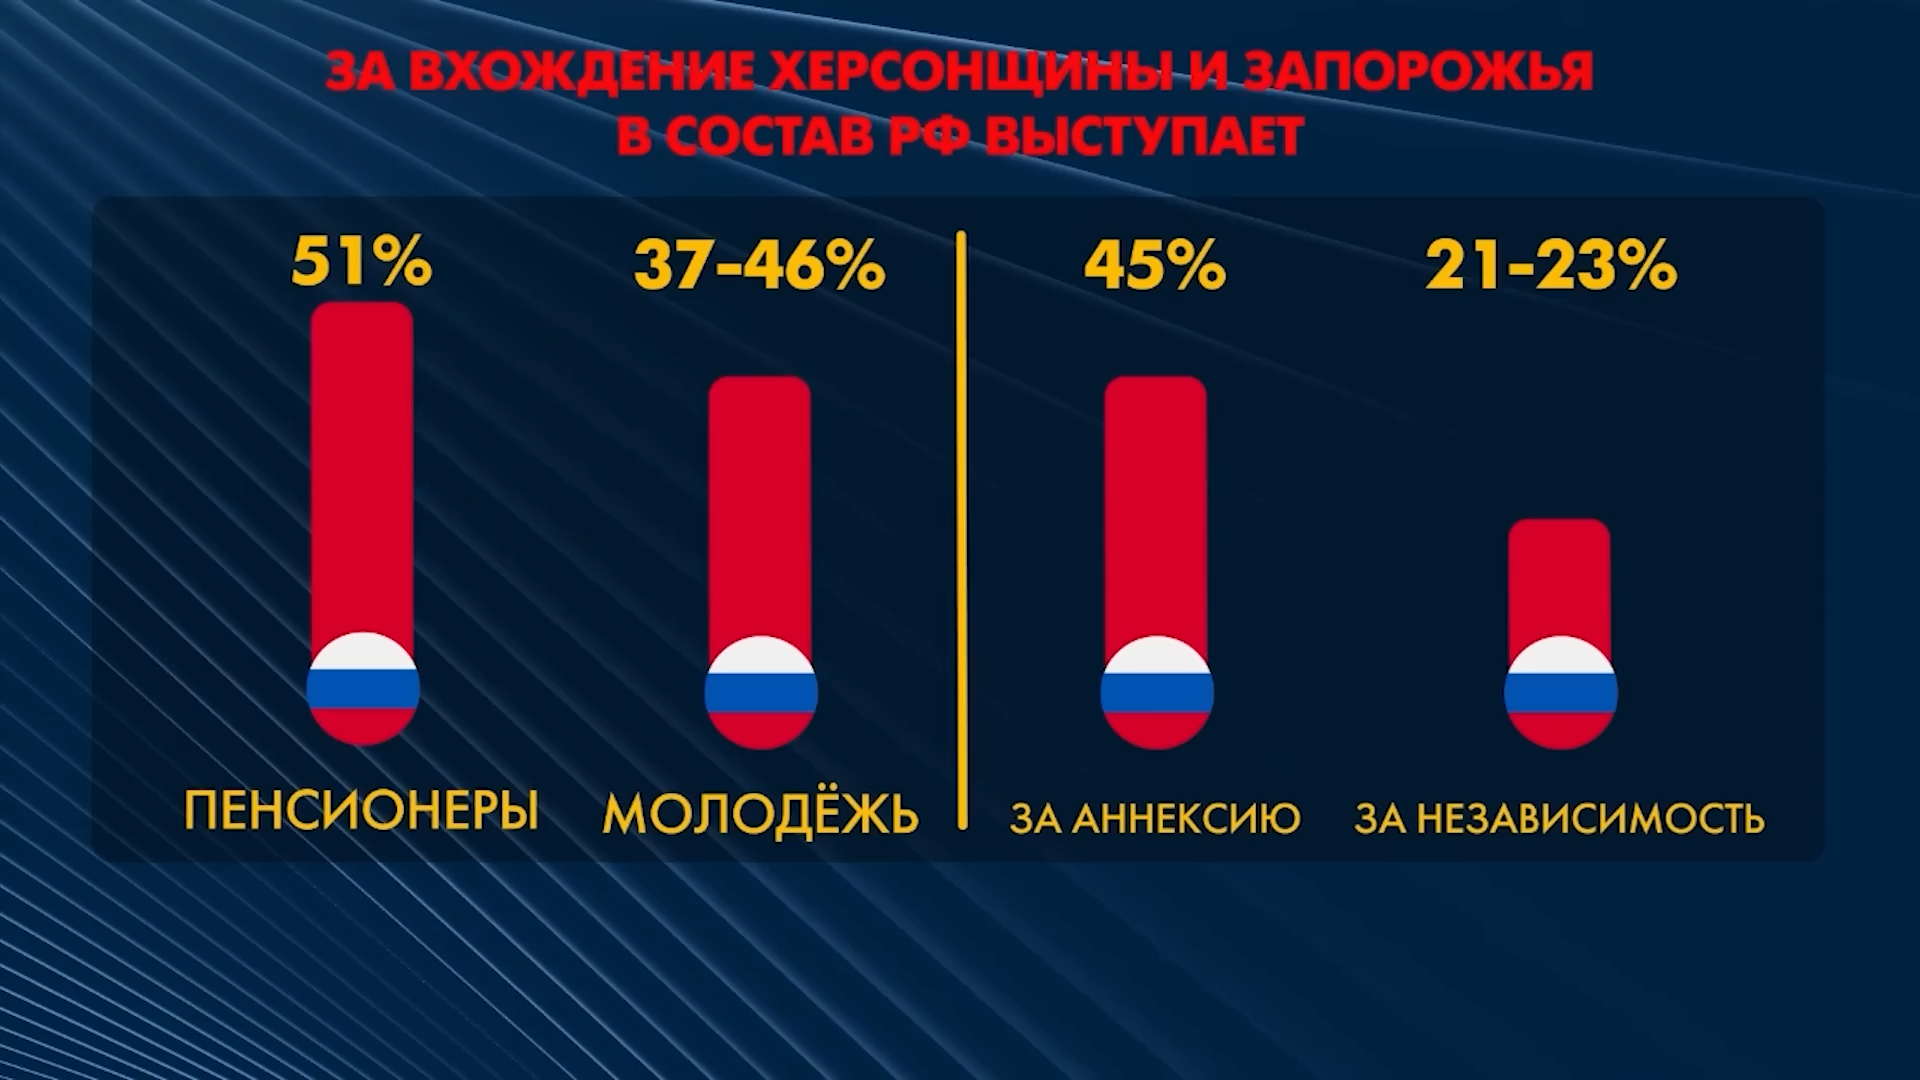 ЗА ВХОЖДЕНИЕ ХЕРСОНЩИНЫ И ЗАПОРОЖЬЯ
В СОСТАВ РФ ВЫСТУПАЕТ
51%
37-46%
45%
21-23%
ПЕНСИОНЕРЫ
МОЛОДЁЖЬ
ЗА АННЕКСИЮ
ЗА НЕЗАВИСИМОСТЬ